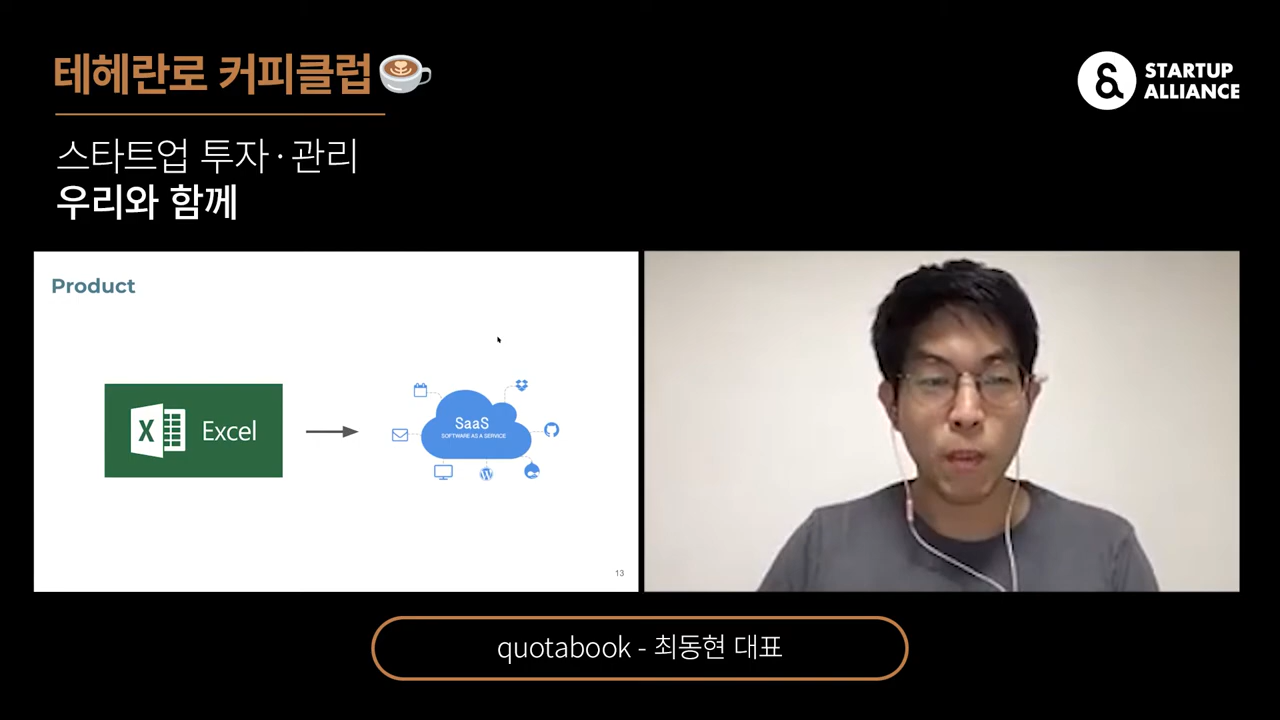 테헤란로 커피클럽
STARTUP
ALLIANCE
스타트업 투자·관리
우리와 함께
Product
X Excel
SaaS
SOFTWARE AS A SERVICE
13
quotabook - 최동현 대표